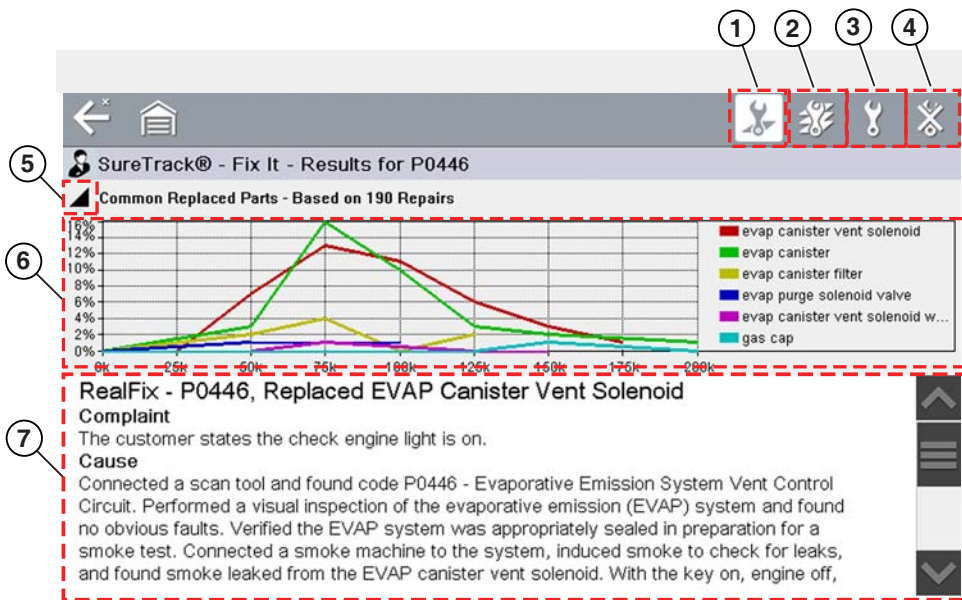 1 2 3 4
SureTrack® - Fix It - Results for P0446
5
Common Replaced Parts - Based on 190 Repairs
6
16%
14%
12%
10%
8%
6%
4%
2%
0%
0k 25k 50k 75k 100k 125k 150k 175k 200k
evap canister vent solenoid
evap canister
evap canister filter
evap purge solenoid valve
evap canister vent solenoid w...
gas cap
7
RealFix - P0446, Replaced EVAP Canister Vent Solenoid
Complaint
The customer states the check engine light is on.
Cause
Connected a scan tool and found code P0446 - Evaporative Emission System Vent Control
Circuit. Performed a visual inspection of the evaporative emission (EVAP) system and found
no obvious faults. Verified the EVAP system was appropriately sealed in preparation for a
smoke test. Connected a smoke machine to the system, induced smoke to check for leaks,
and found smoke leaked from the EVAP canister vent solenoid. With the key on, engine off,